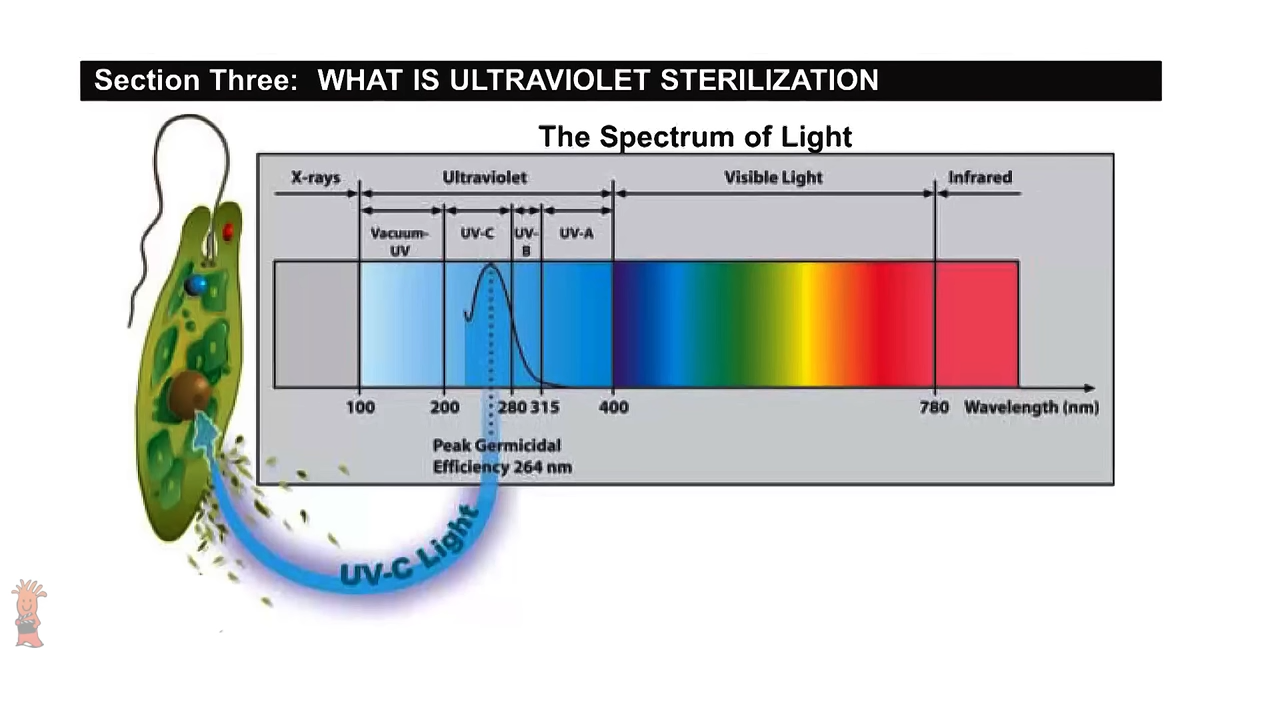 Section Three: WHAT IS ULTRAVIOLET STERILIZATION
The Spectrum of Light
X-rays Ultraviolet Visible Light Infrared
Vacuum- UV-C UV- UV-A
UV B
100 200 280 315 400 780 Wavelength (nm)
Peak Germicidal
Efficiency 264 nm
UV-C Light